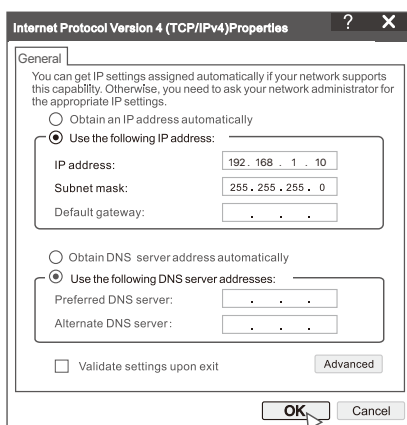 Internet Protocol Version 4 (TCP/IPv4)Properties ? X
General
You can get IP settings assigned automatically if your network supports
this capability. Otherwise, you need to ask your network administrator for
the appropriate IP settings.
Obtain an IP address automatically
Use the following IP address:
IP address: 192. 168 . 1 . 10
Subnet mask: 255 . 255 . 255 . 0
Default gateway: . . .
Obtain DNS server address automatically
Use the following DNS server addresses:
Preferred DNS server: . . .
Alternate DNS server: . . .
Validate settings upon exit Advanced
OK Cancel